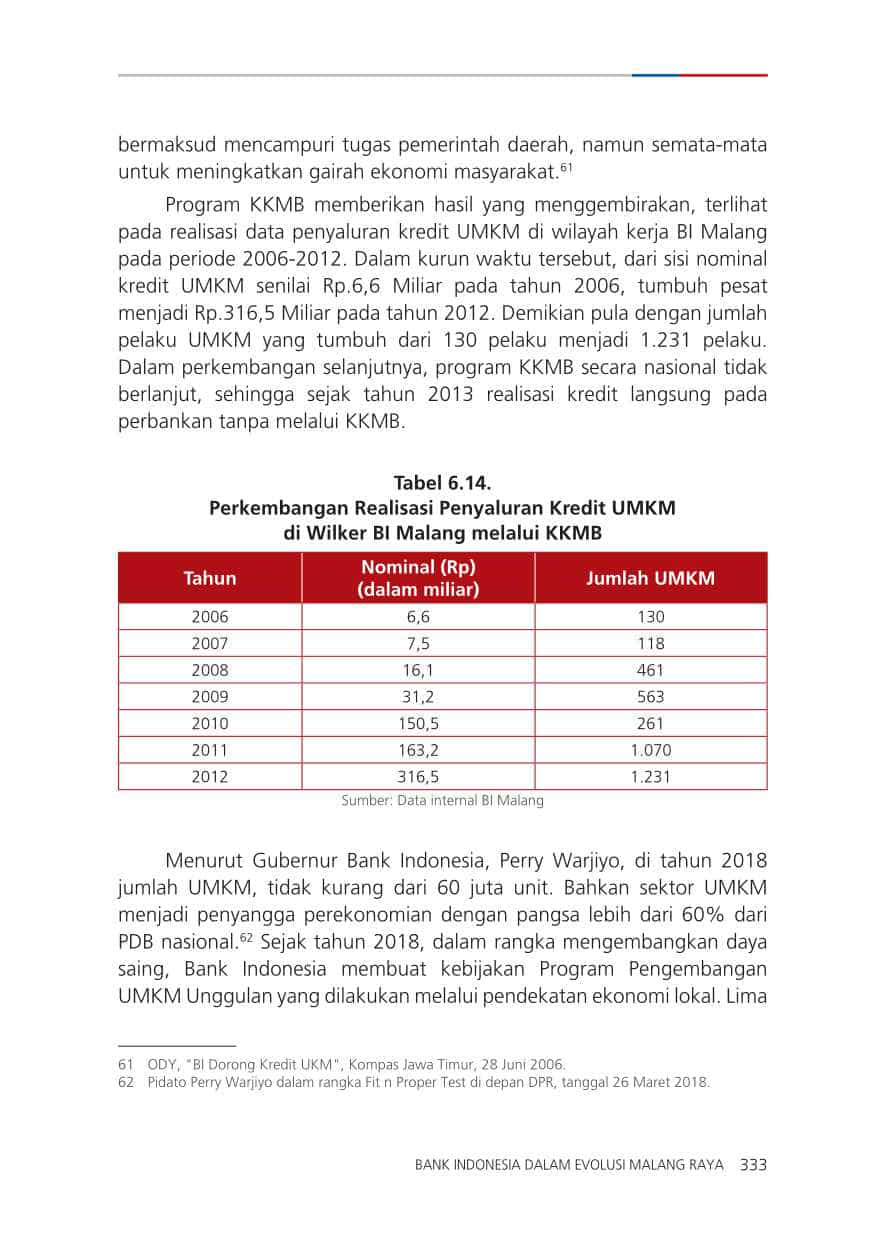 bermaksud mencampuri tugas pemerintah daerah, namun semata-mata
untuk meningkatkan gairah ekonomi masyarakat.61
Program KKMB memberikan hasil yang menggembirakan, terlihat
pada realisasi data penyaluran kredit UMKM di wilayah kerja BI Malang
pada periode 2006-2012. Dalam kurun waktu tersebut, dari sisi nominal
kredit UMKM senilai Rp.6,6 Miliar pada tahun 2006, tumbuh pesat
menjadi Rp.316,5 Miliar pada tahun 2012. Demikian pula dengan jumlah
pelaku UMKM yang tumbuh dari 130 pelaku menjadi 1.231 pelaku.
Dalam perkembangan selanjutnya, program KKMB secara nasional tidak
berlanjut, sehingga sejak tahun 2013 realisasi kredit langsung pada
perbankan tanpa melalui KKMB.
Tabel 6.14.
Perkembangan Realisasi Penyaluran Kredit UMKM
di Wilker BI Malang melalui KKMB
Tahun Nominal (Rp) (dalam miliar) Jumlah UMKM
2006 6,6 130
2007 7,5 118
2008 16,1 461
2009 31,2 563
2010 150,5 261
2011 163,2 1.070
2012 316,5 1.231
Sumber: Data internal BI Malang
Menurut Gubernur Bank Indonesia, Perry Warjiyo, di tahun 2018
jumlah UMKM, tidak kurang dari 60 juta unit. Bahkan sektor UMKM
menjadi penyangga perekonomian dengan pangsa lebih dari 60% dari
PDB nasional.62 Sejak tahun 2018, dalam rangka mengembangkan daya
saing, Bank Indonesia membuat kebijakan Program Pengembangan
UMKM Unggulan yang dilakukan melalui pendekatan ekonomi lokal. Lima
61 ODY, "BI Dorong Kredit UKM", Kompas Jawa Timur, 28 Juni 2006.
62 Pidato Perry Warjiyo dalam rangka Fit n Proper Test di depan DPR, tanggal 26 Maret 2018.
BANK INDONESIA DALAM EVOLUSI MALANG RAYA 333